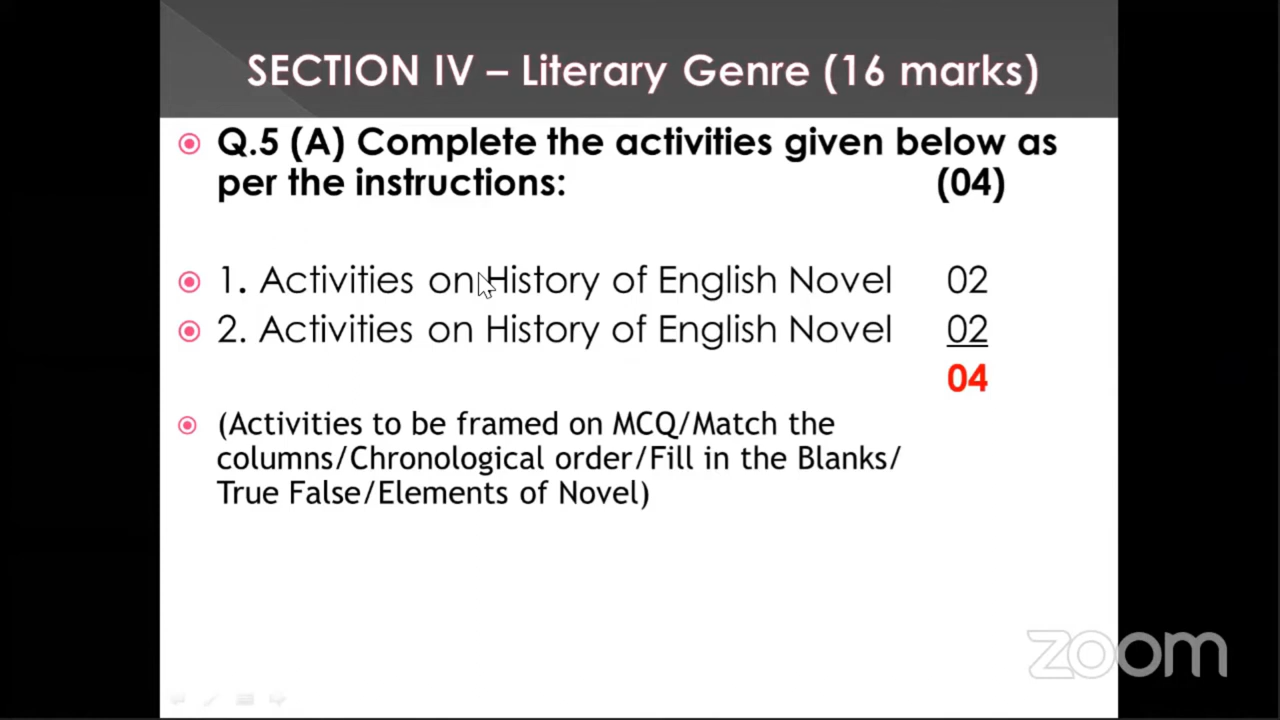 SECTION IV – Literary Genre (16 marks)
Q.5 (A) Complete the activities given below as
per the instructions: (04)
1. Activities on History of English Novel 02
2. Activities on History of English Novel 02
04
(Activities to be framed on MCQ/Match the
columns/Chronological order/Fill in the Blanks/
True False/Elements of Novel)
zoom